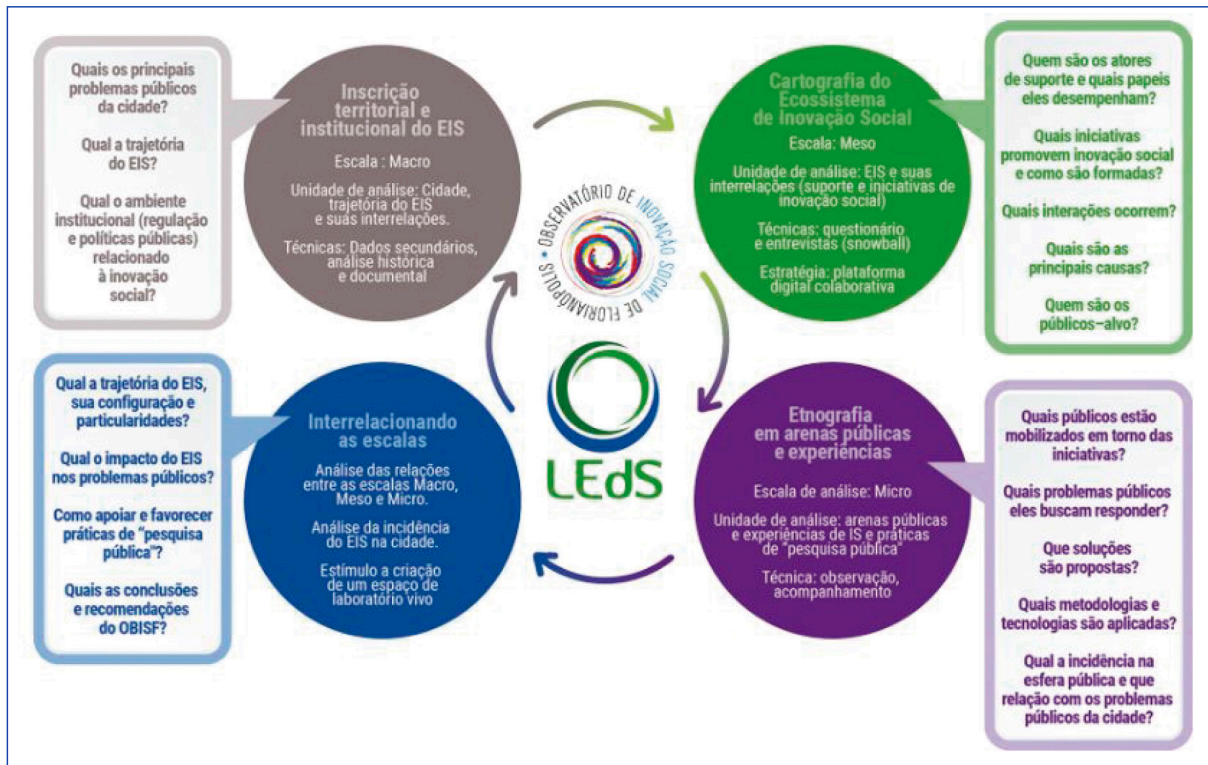 Quais os principais
problemas públicos
da cidade?
Qual a trajetória
do EIS?
Qual o ambiente
institucional (regulação
e políticas públicas)
relacionado
à inovação
social?
Inscrição
territorial e
institucional do EIS
Escala : Macro
Unidade de análise: Cidade,
trajetória do EIS
e suas interrelações.
Técnicas: Dados secundários,
análise histórica
e documental
OBSERVATÓRIO DE INOVAÇÃO SOCIAL DE FLORIANÓPOLIS •
LEdS
Cartografia do
Ecossistema
de Inovação Social
Escala: Meso
Unidade de análise: EIS e suas
interrelações (suporte e iniciativas de
inovação social)
Técnicas: questionário
e entrevistas (snowball)
Estratégia: plataforma
digital colaborativa
Quem são os atores
de suporte e quais papeis
eles desempenham?
Quais iniciativas
promovem inovação social
e como são formadas?
Quais interações ocorrem?
Quais são as
principais causas?
Quem são os
públicos–alvo?
Qual a trajetória do EIS,
sua configuração e
particularidades?
Qual o impacto do EIS
nos problemas públicos?
Como apoiar e favorecer
práticas de "pesquisa
pública"?
Quais as conclusões
e recomendações
do OBISF?
Interrelacionando
as escalas
Análise das relações
entre as escalas Macro,
Meso e Micro.
Análise da incidência
do EIS na cidade.
Estímulo a criação
de um espaço de
laboratório vivo
Etnografia
em arenas públicas
e experiências
Escala de análise: Micro
Unidade de análise: arenas públicas
e experiências de IS e práticas
de "pesquisa pública"
Técnica: observação,
acompanhamento
Quais públicos estão
mobilizados em torno das
iniciativas?
Quais problemas públicos
eles buscam responder?
Que soluções
são propostas?
Quais metodologias e
tecnologias são aplicadas?
Qual a incidência na
esfera pública e que
relação com os problemas
públicos da cidade?